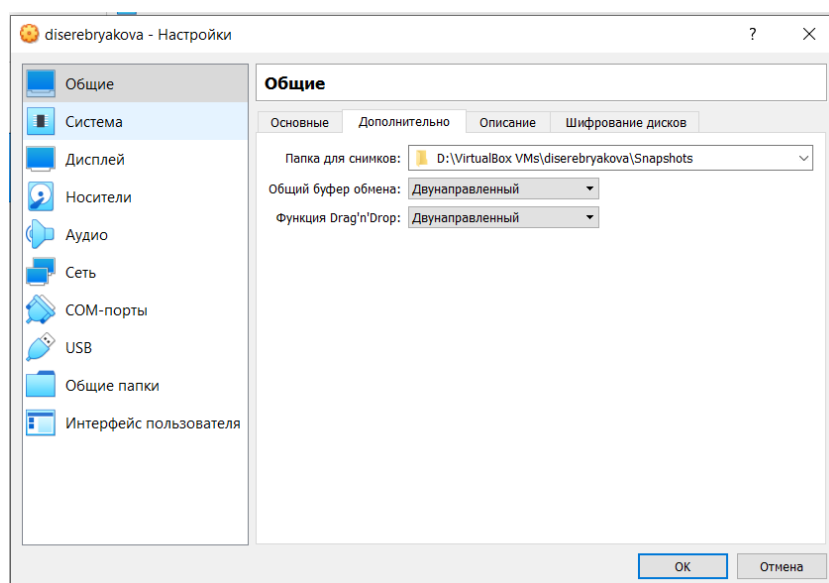 diserebryakova - Настройки ?
Общие
Система
Дисплей
Носители
Аудио
Сеть
COM-порты
USB
Общие папки
Интерфейс пользователя
Общие
Основные Дополнительно Описание Шифрование дисков
Папка для снимков: D:\VirtualBox VMs\diserebryakova\Snapshots
Общий буфер обмена: Двунаправленный
Функция Drag'n'Drop: Двунаправленный
OK Отмена